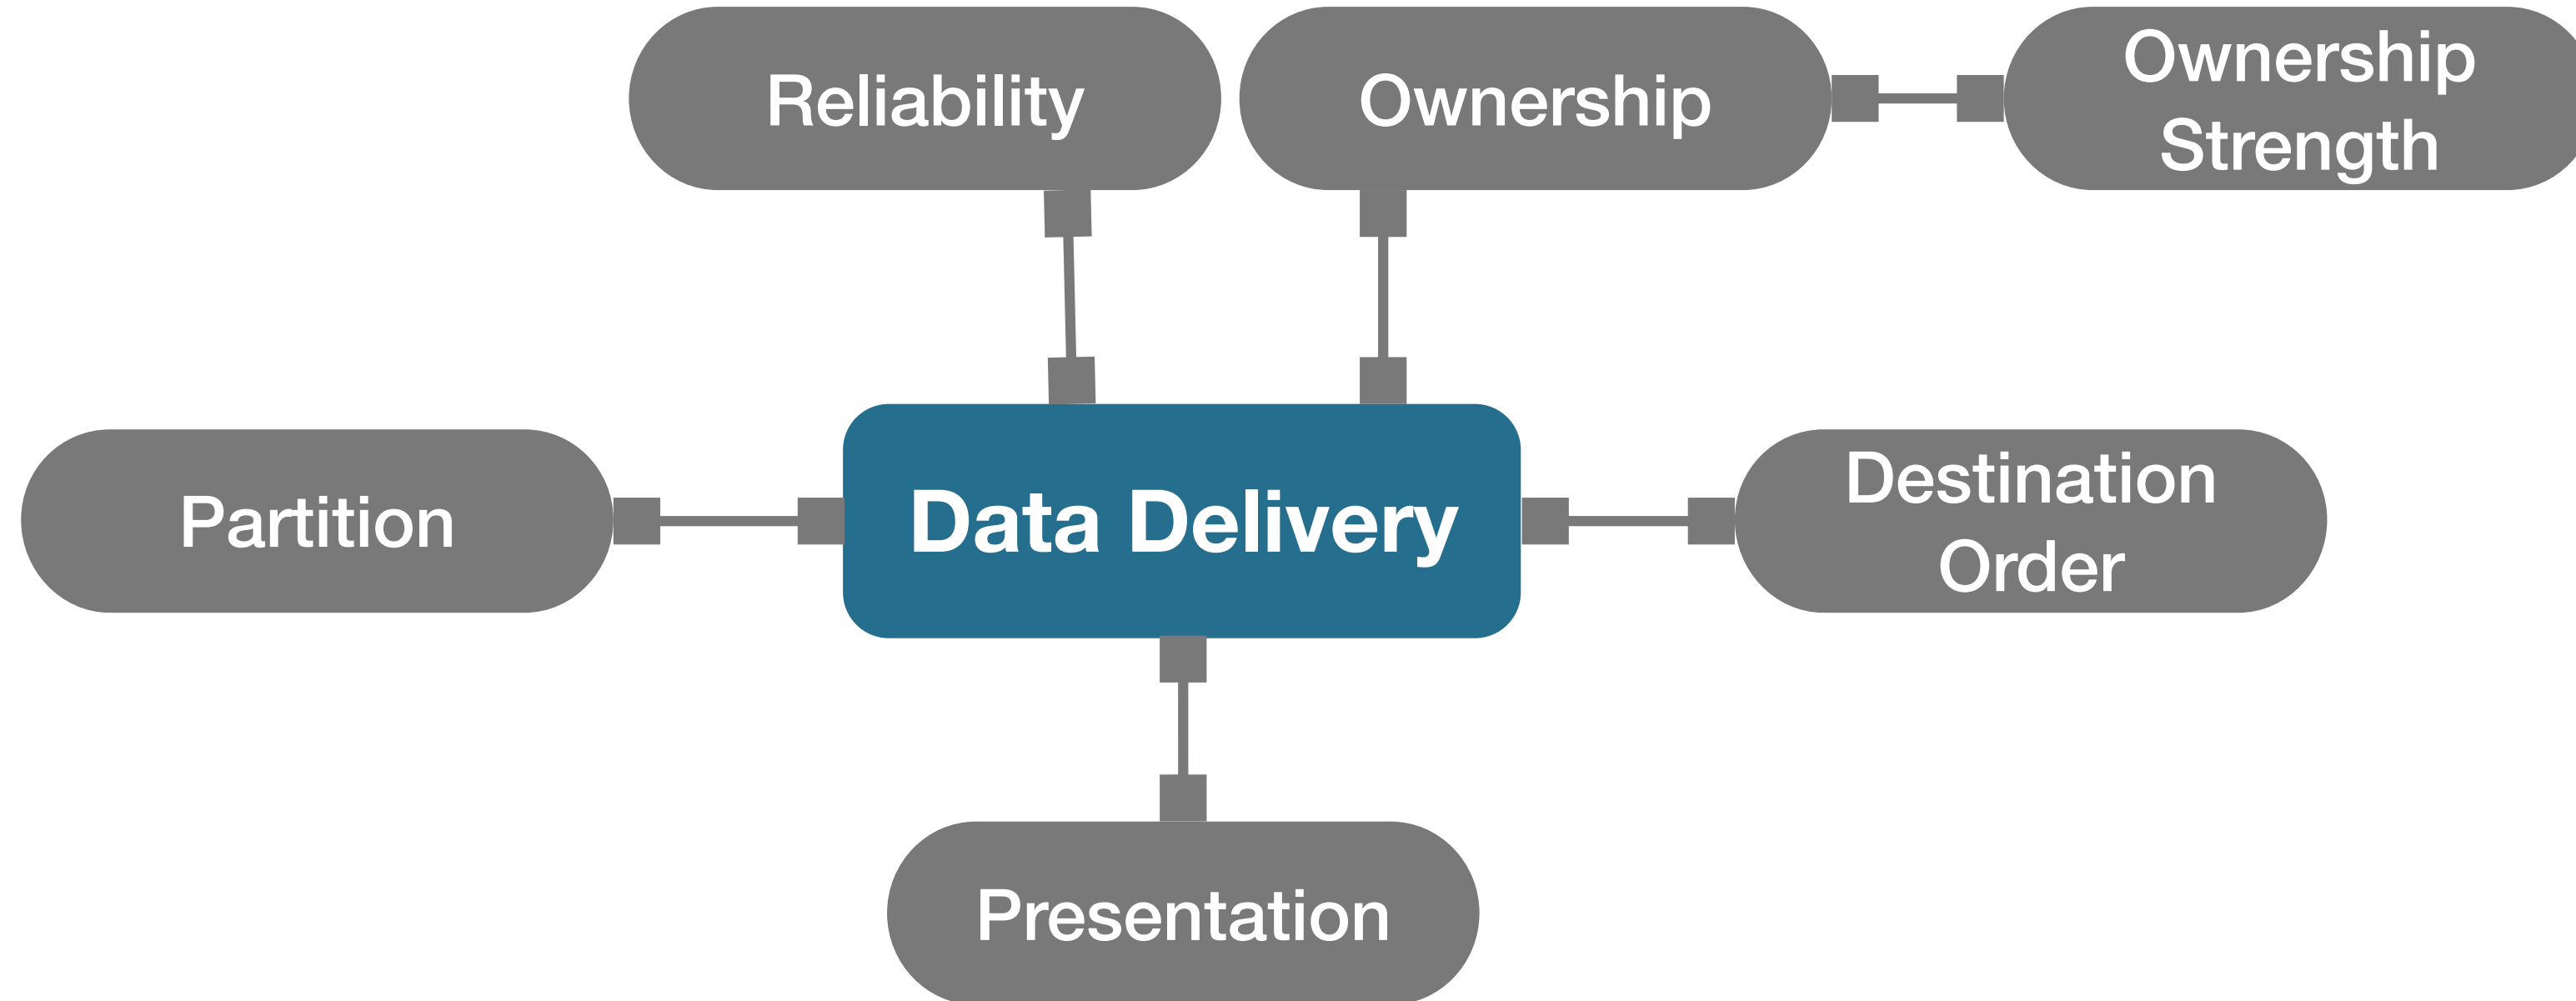 Reliability
Ownership
Ownership
Strength
Partition
Data Delivery
Destination
Order
Presentation